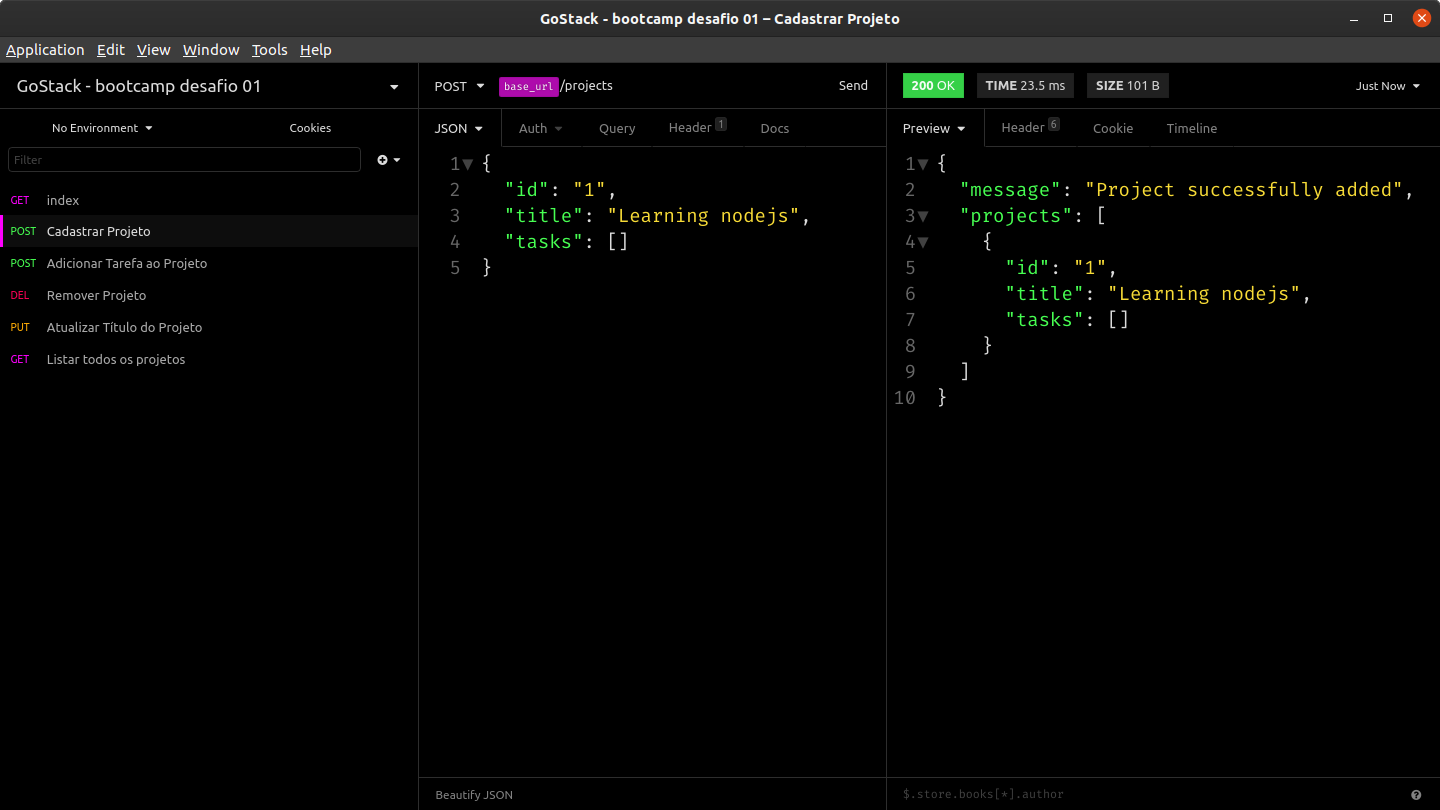 GoStack - bootcamp desafio 01 – Cadastrar Projeto
Application Edit View Window Tools Help
GoStack - bootcamp desafio 01
No Environment Cookies
Filter
GET index
POST Cadastrar Projeto
POST Adicionar Tarefa ao Projeto
DEL Remover Projeto
PUT Atualizar Título do Projeto
GET Listar todos os projetos
POST base_url/projects Send
JSON Auth Query Header 1 Docs
1 {
2 "id": "1",
3 "title": "Learning nodejs",
4 "tasks": []
5 }
Beautify JSON
200 OK TIME 23.5 ms SIZE 101 B Just Now
Preview Header 6 Cookie Timeline
1 {
2 "message": "Project successfully added",
3 "projects": [
4 {
5 "id": "1",
6 "title": "Learning nodejs",
7 "tasks": []
8 }
9 ]
10 }
$.store.books[*].author